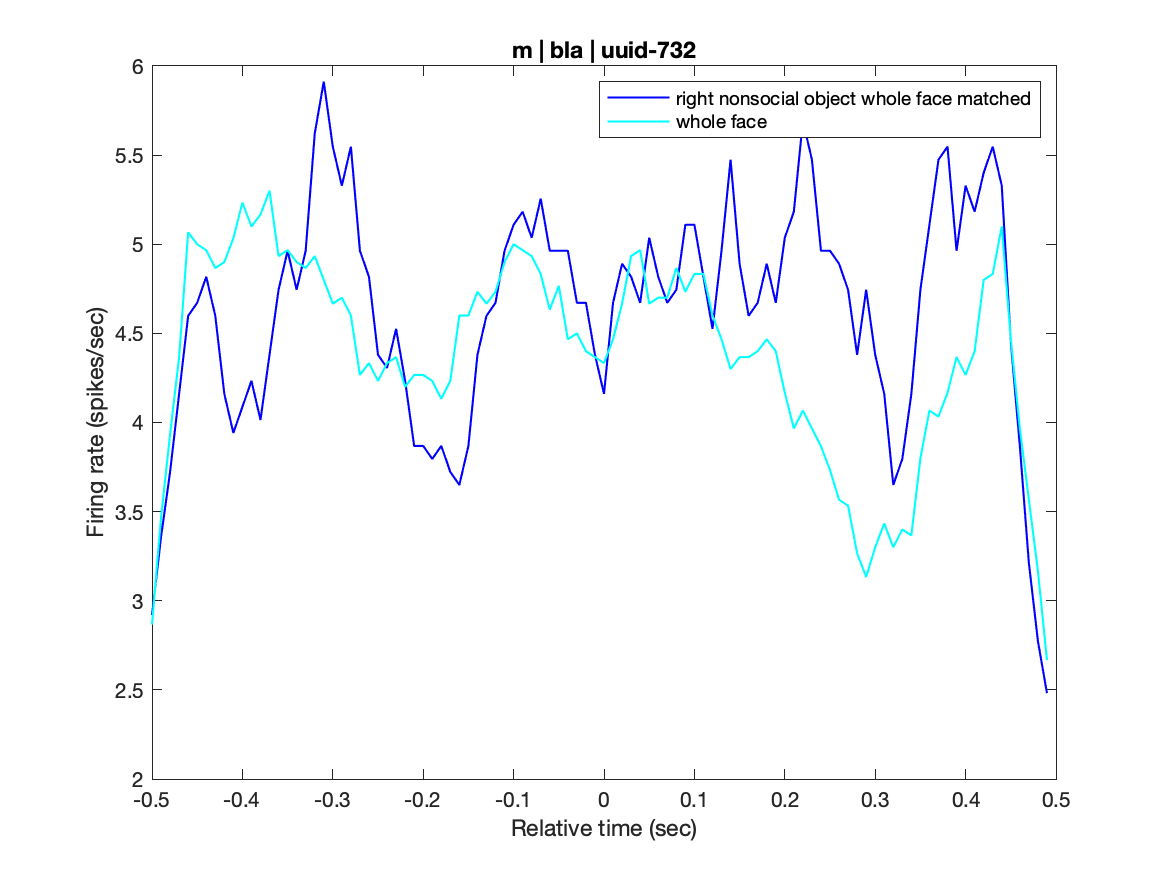 m | bla | uuid-732
right nonsocial object whole face matched
whole face
6
5.5
5
4.5
4
3.5
3
2.5
2
Firing rate (spikes/sec)
-0.5 -0.4 -0.3 -0.2 -0.1 0 0.1 0.2 0.3 0.4 0.5
Relative time (sec)